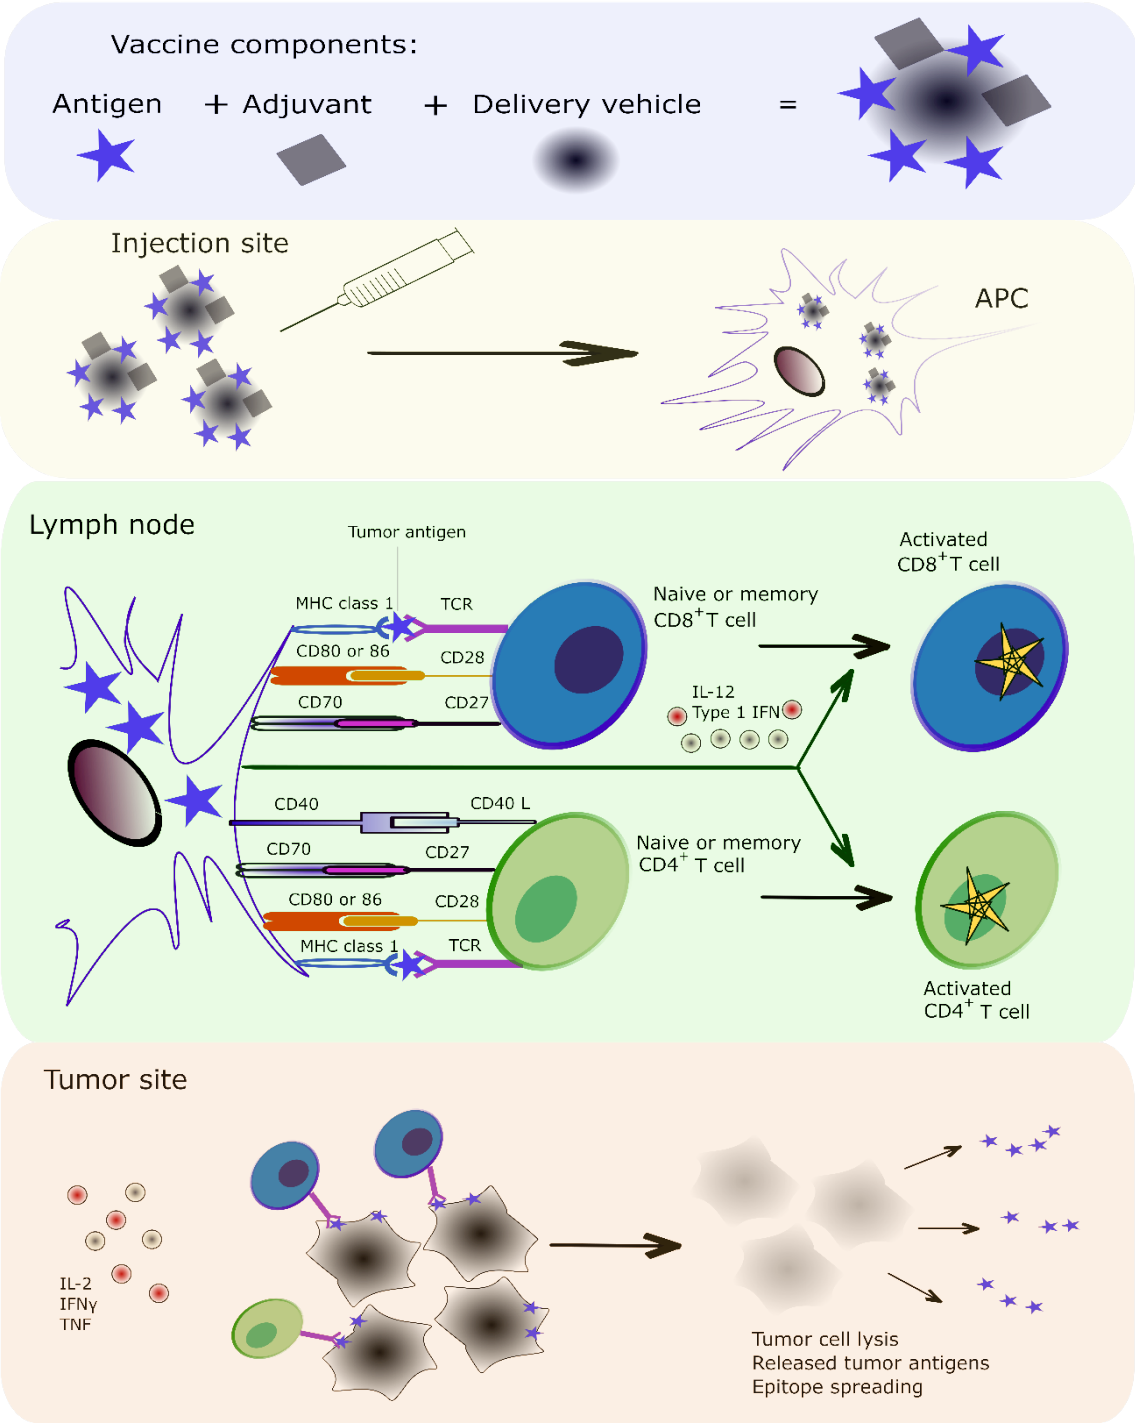 Vaccine components:
Antigen + Adjuvant + Delivery vehicle =
Injection site
APC
Lymph node
Tumor antigen
MHC class 1
TCR
CD80 or 86
CD28
CD70
CD27
Naive or memory
CD8+T cell
IL-12
Type 1 IFN
Activated
CD8+T cell
CD40
CD40 L
CD70
CD27
CD80 or 86
CD28
MHC class 1
TCR
Naive or memory
CD4+ T cell
Activated
CD4+ T cell
Tumor site
IL-2
IFNγ
TNF
Tumor cell lysis
Released tumor antigens
Epitope spreading